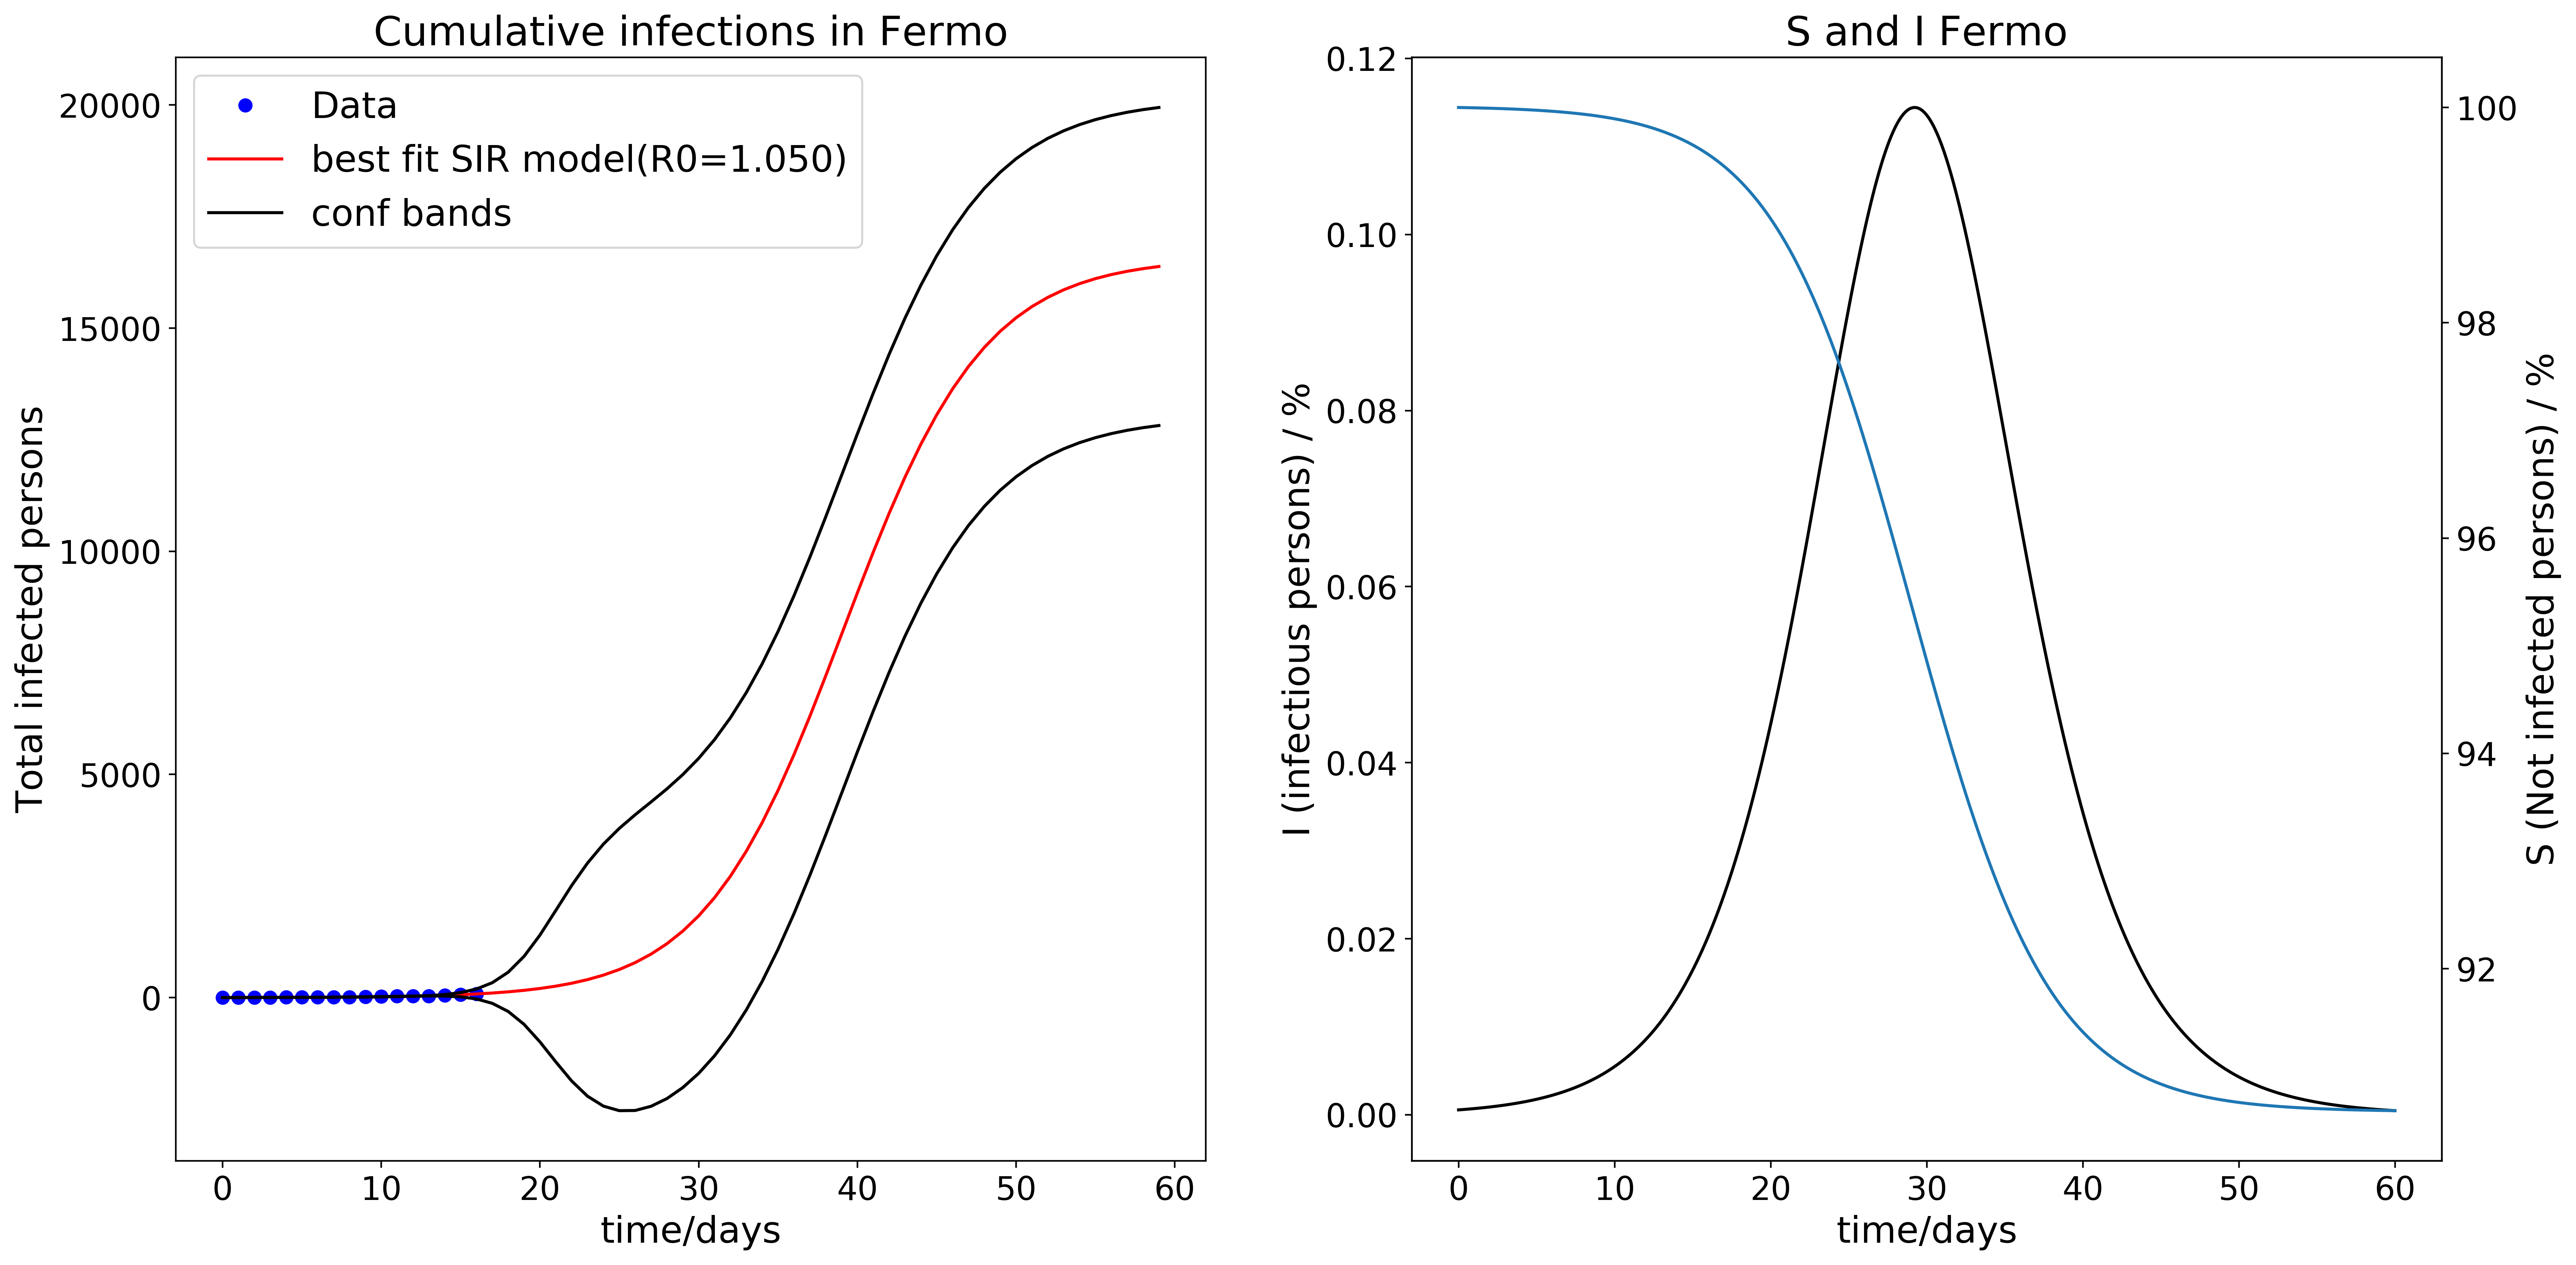 Cumulative infections in Fermo
Data
best fit SIR model(R0=1.050)
conf bands
20000
15000
10000
5000
0
Total infected persons
0 10 20 30 40 50 60
time/days
S and I Fermo
0.12
0.10
0.08
0.06
0.04
0.02
0.00
I (infectious persons) / %
100
98
96
94
92
S (Not infected persons) / %
0 10 20 30 40 50 60
time/days